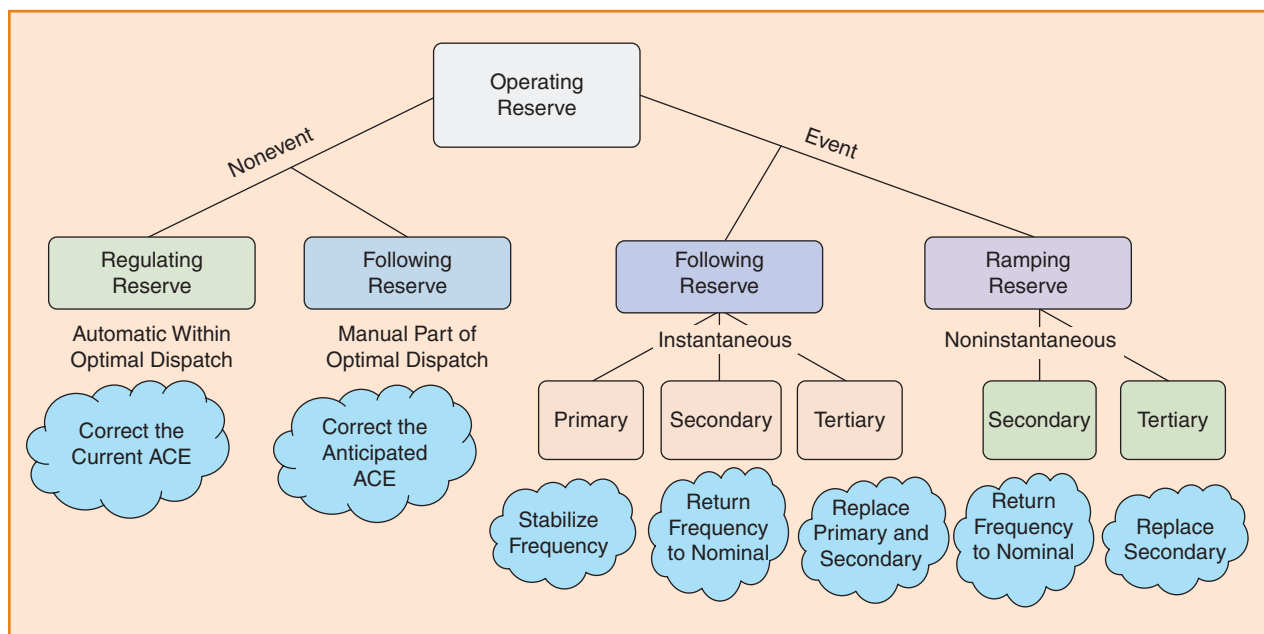 Operating
Reserve
Nonevent
Event
Regulating
Reserve
Following
Reserve
Following
Reserve
Ramping
Reserve
Automatic Within
Optimal Dispatch
Manual Part of
Optimal Dispatch
Instantaneous
Noninstantaneous
Correct the
Current ACE
Correct the
Anticipated
ACE
Primary
Secondary
Tertiary
Secondary
Tertiary
Stabilize
Frequency
Return
Frequency
to Nominal
Replace
Primary and
Secondary
Return
Frequency
to Nominal
Replace
Secondary